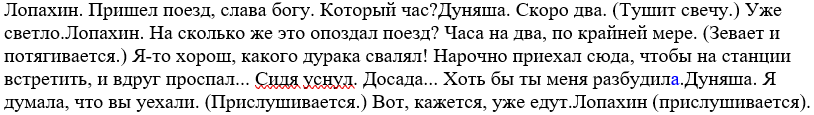 Лопахин. Пришел поезд, слава богу. Который час?Дуняша. Скоро два. (Тушит свечу.) Уже
светло.Лопахин. На сколько же это опоздал поезд? Часа на два, по крайней мере. (Зевает и
потягивается.) Я-то хорош, какого дурака свалял! Нарочно приехал сюда, чтобы на станции
встретить, и вдруг проспал... Сидя уснул. Досада... Хоть бы ты меня разбудила.Дуняша. Я
думала, что вы уехали. (Прислушивается.) Вот, кажется, уже едут.Лопахин (прислушивается).